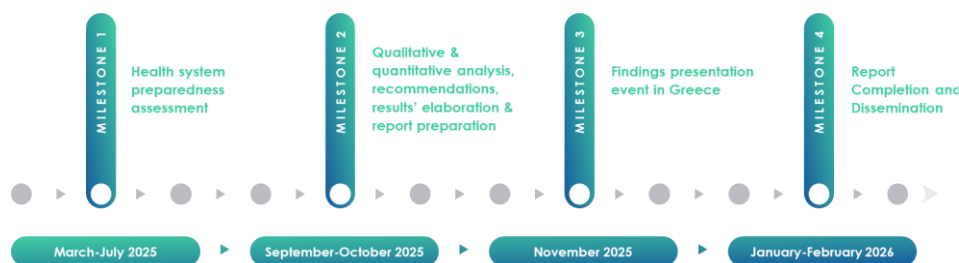 MILESTONE 1
Health system
preparedness
assessment
MILESTONE 2
Qualitative &
quantitative analysis,
recommendations,
results' elaboration &
report preparation
MILESTONE 3
Findings presentation
event in Greece
MILESTONE 4
Report
Completion and
Dissemination
March-July 2025
September-October 2025
November 2025
January-February 2026